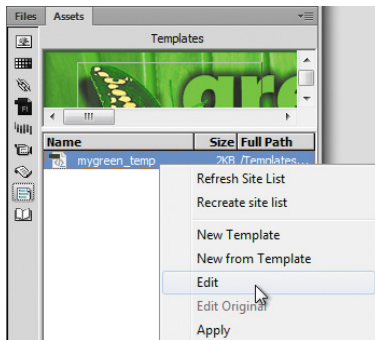 Files Assets
Templates
gre
Name Size Full Path
mygreen_temp 2KB /Templates...
Refresh Site List
Recreate site list
New Template
New from Template
Edit
Edit Original
Apply